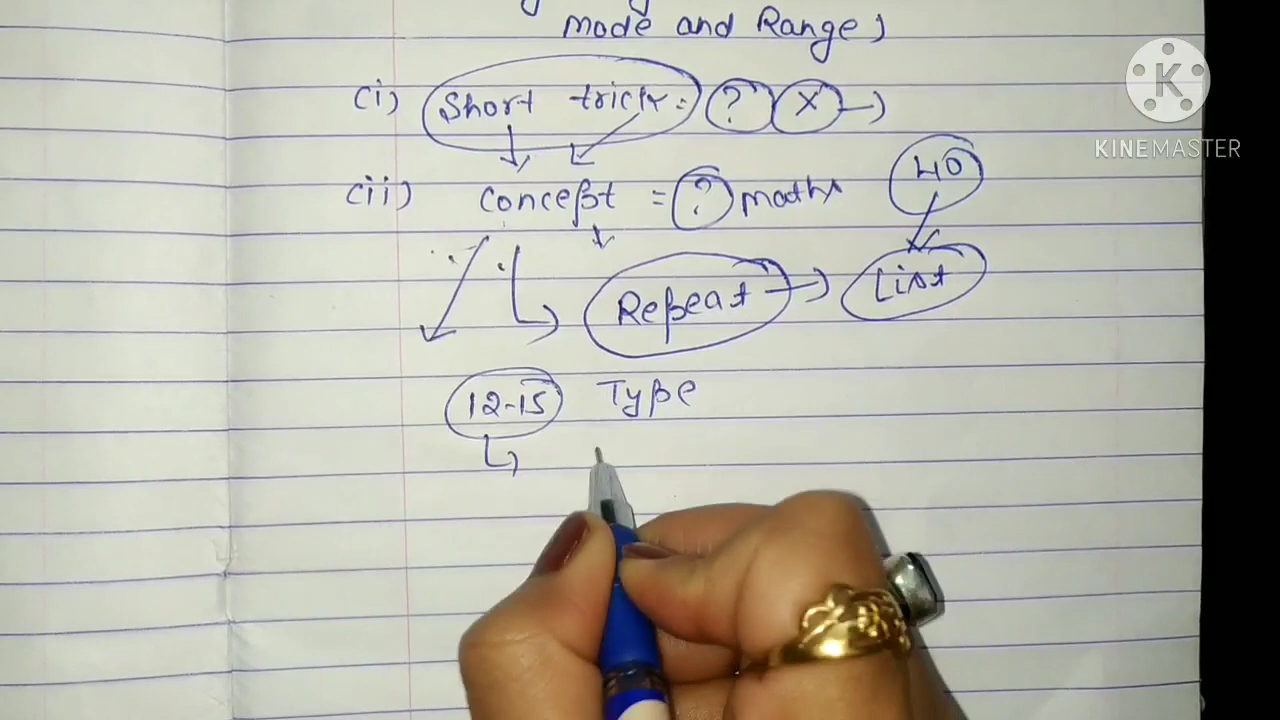 mode and Range)
(i) Short trick = ? X →
(ii) concept = ? maths 40
Repeat → List
12-15 Type
K
KINEMASTER